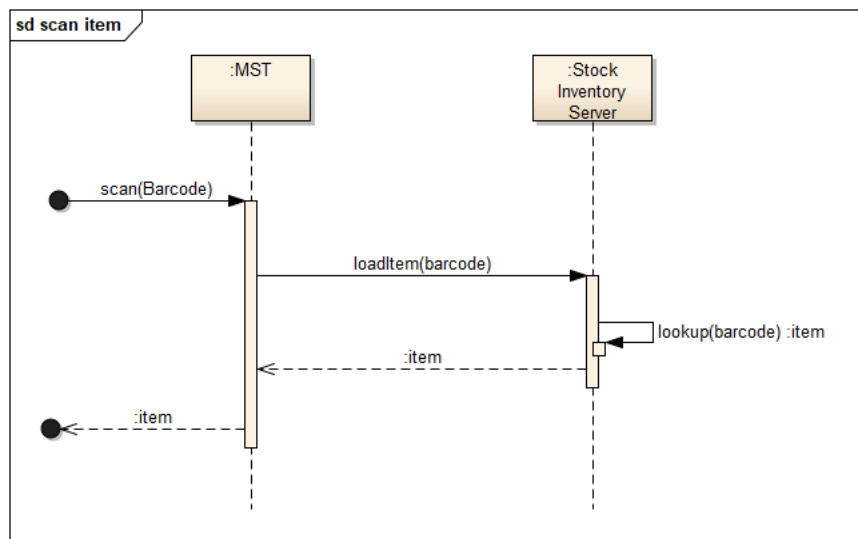 sd scan item
:MST
:Stock
Inventory
Server
scan(Barcode)
loadItem(barcode)
lookup(barcode) :item
:item
:item